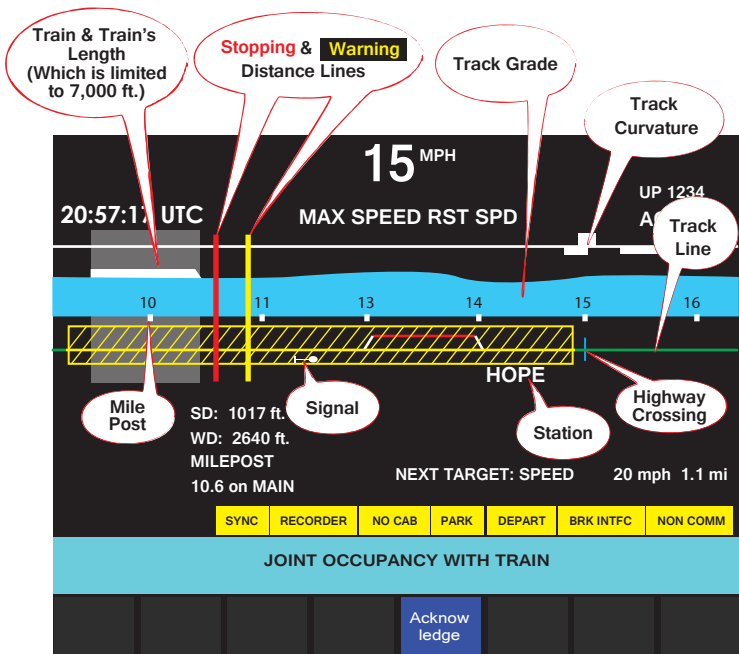 Train & Train's
Length
(Which is limited
to 7,000 ft.)
Stopping & Warning
Distance Lines
Track Grade
Track
Curvature
15 MPH
UP 1234
20:57:17 UTC
MAX SPEED RST SPD
Track
Line
10 11 13 14 15 16
HOPE
Mile
Post
SD: 1017 ft.
WD: 2640 ft.
MILEPOST
10.6 on MAIN
Signal
Station
Highway
Crossing
NEXT TARGET: SPEED 20 mph 1.1 mi
SYNC RECORDER NO CAB PARK DEPART BRK INTFC NON COMM
JOINT OCCUPANCY WITH TRAIN
Acknow
ledge